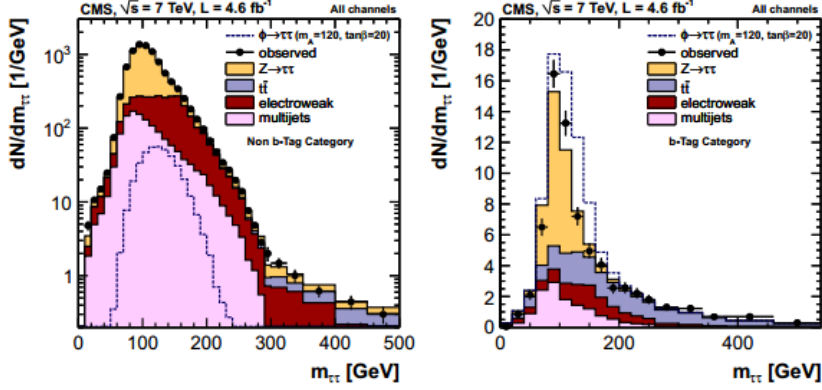 CMS, √s = 7 TeV, L = 4.6 fb⁻¹ All channels
dN/dm_ττ [1/GeV]
10³
10²
10
1
ϕ→ττ (m_A=120, tanβ=20)
observed
Z→ττ
tt̄
electroweak
multijets
Non b-Tag Category
0 100 200 300 400 500
m_ττ [GeV]
CMS, √s = 7 TeV, L = 4.6 fb⁻¹ All channels
dN/dm_ττ [1/GeV]
20
18
16
14
12
10
8
6
4
2
0
ϕ→ττ (m_A=120, tanβ=20)
observed
Z→ττ
tt̄
electroweak
multijets
b-Tag Category
0 200 400
m_ττ [GeV]